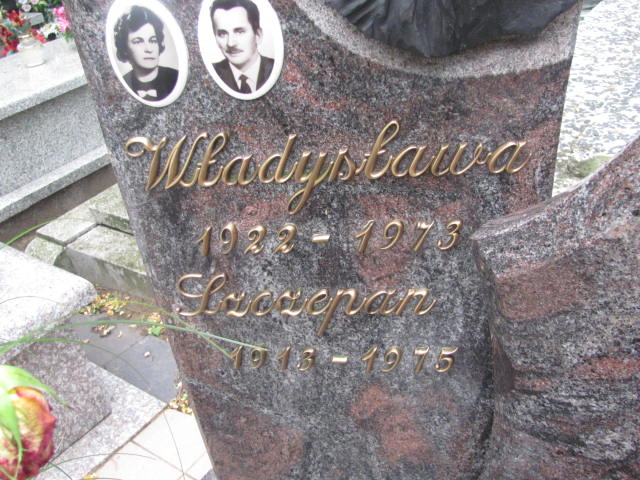 Władysława
1922 - 1973
Szczepan
1913 - 1975